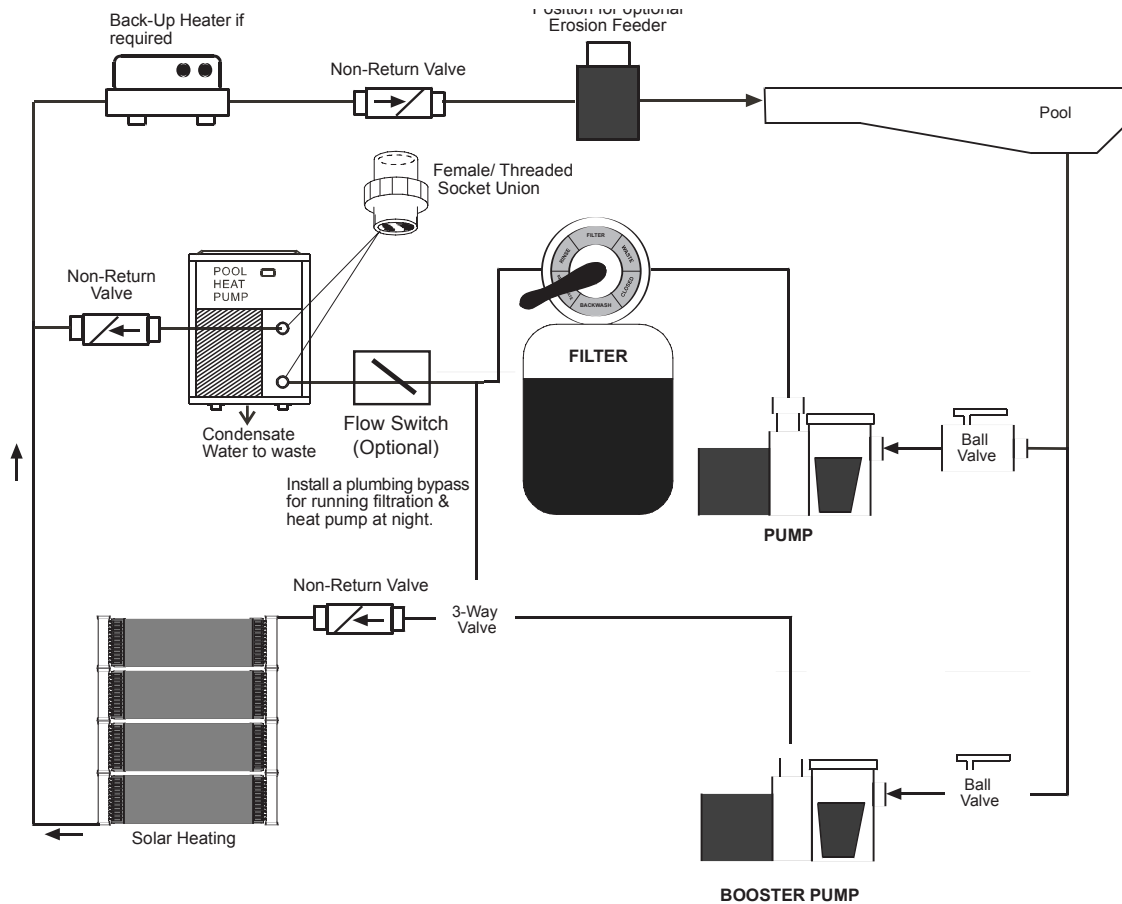 Back-Up Heater if
required
Position for optional
Erosion Feeder
Non-Return Valve
Pool
Female/ Threaded
Socket Union
Non-Return
Valve
POOL
HEAT
PUMP
FILTER
WASTE
CLOSED
BACKWASH
RINSE
FILTER
Condensate
Water to waste
Flow Switch
(Optional)
Ball
Valve
Install a plumbing bypass
for running filtration &
heat pump at night.
PUMP
Non-Return Valve
3-Way
Valve
Ball
Valve
Solar Heating
BOOSTER PUMP